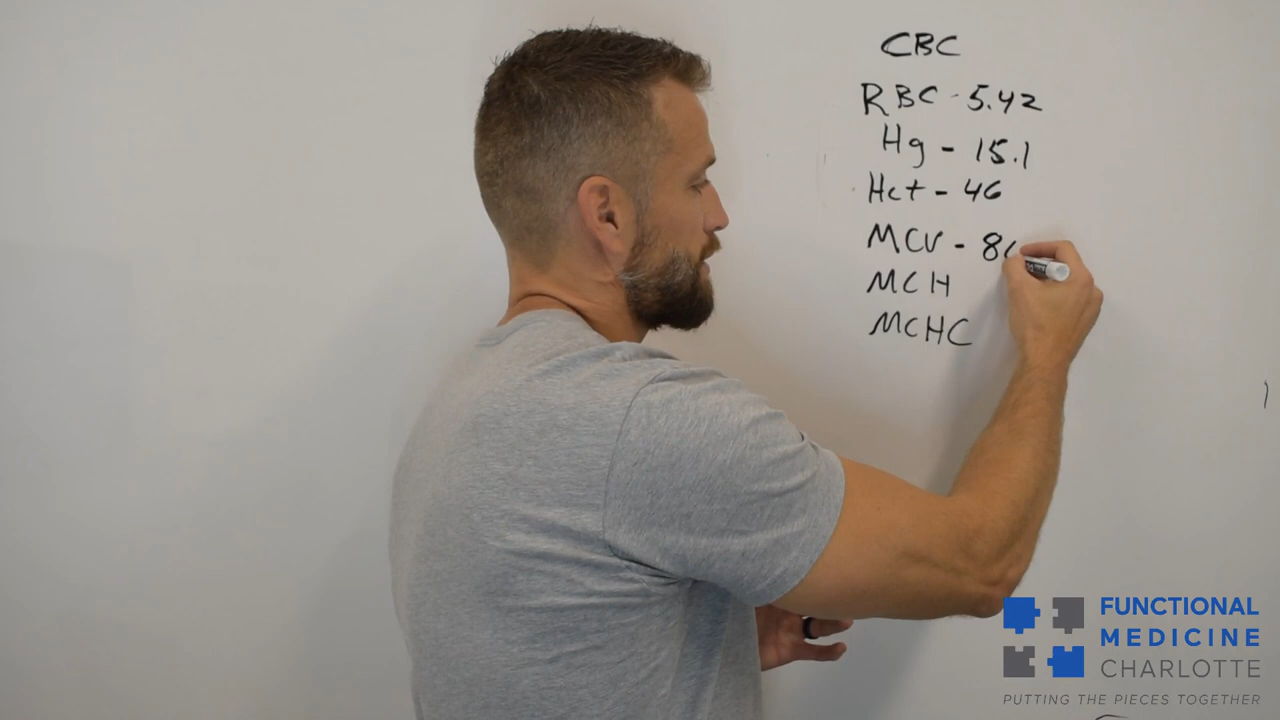 CBC
RBC - 5.42
Hg - 15.1
Hct - 46
MCV - 8
MCH
MCHC
FUNCTIONAL
MEDICINE
CHARLOTTE
PUTTING THE PIECES TOGETHER